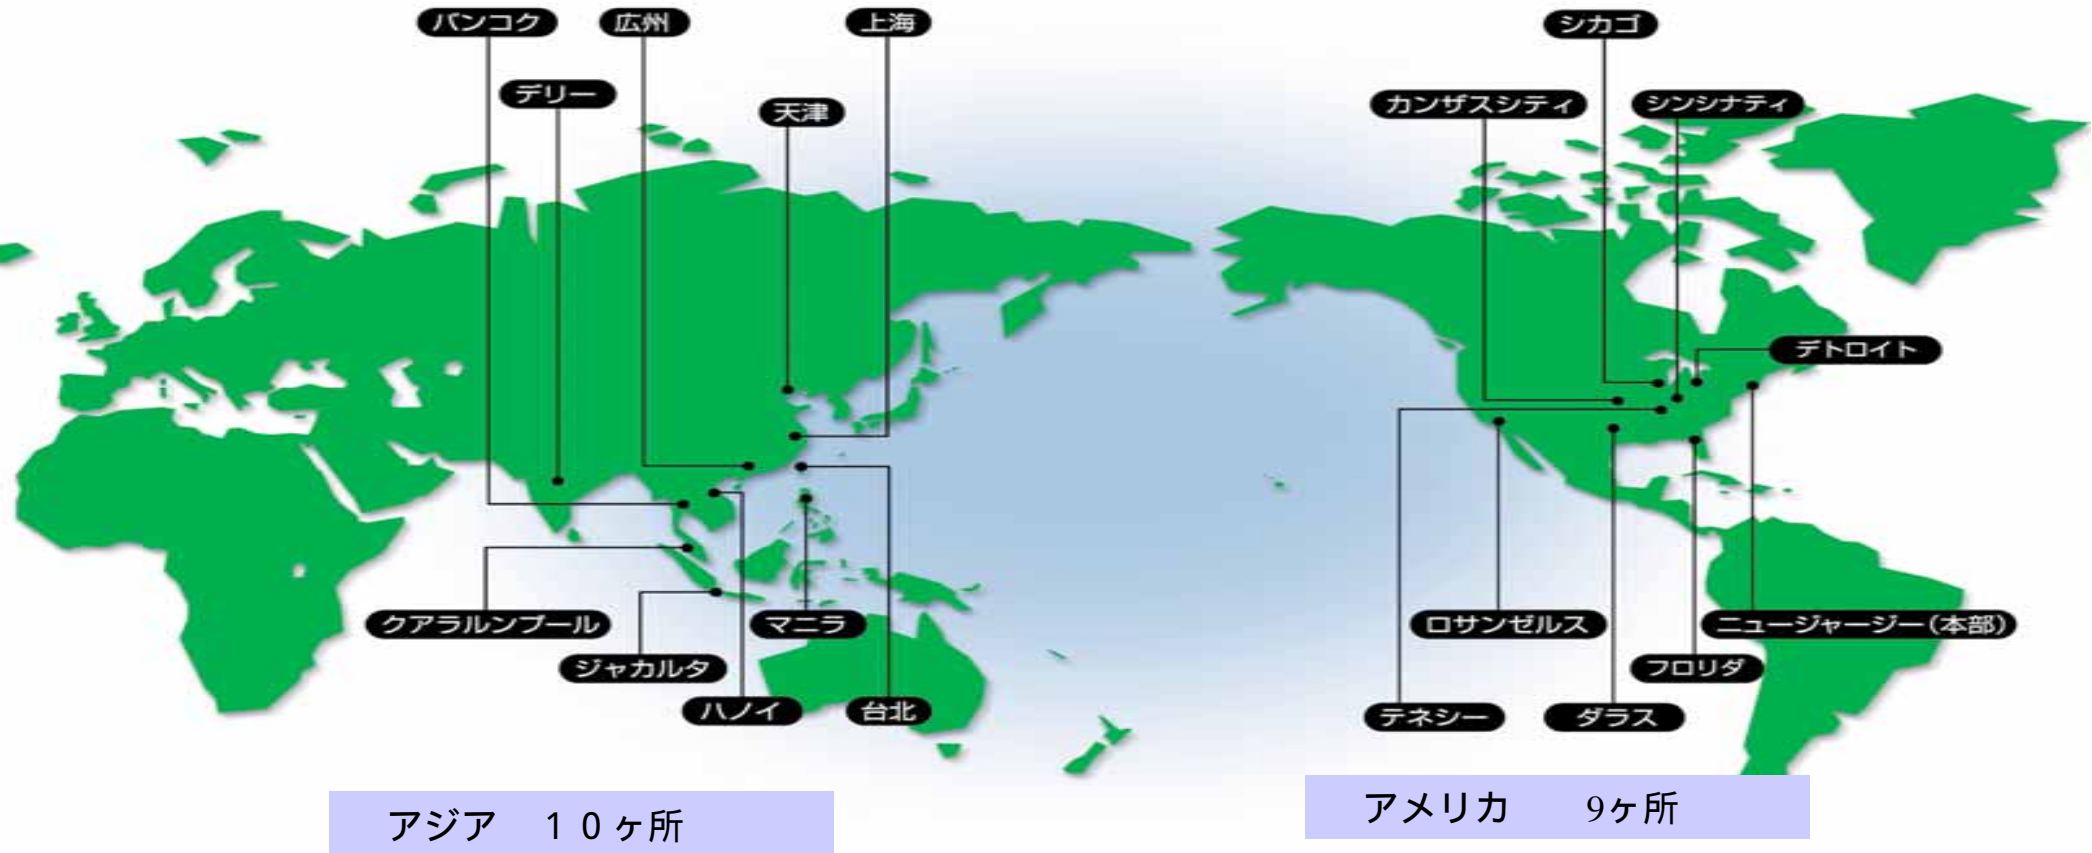 バンコク
広州
上海
シカゴ
デリー
天津
カンザスシティ
シンシナティ
デトロイト
クアラルンプール
マニラ
ロサンゼルス
ニュージャージー(本部)
ジャカルタ
フロリダ
ハノイ
台北
テネシー
ダラス
アジア　１０ヶ所
アメリカ　　9ヶ所